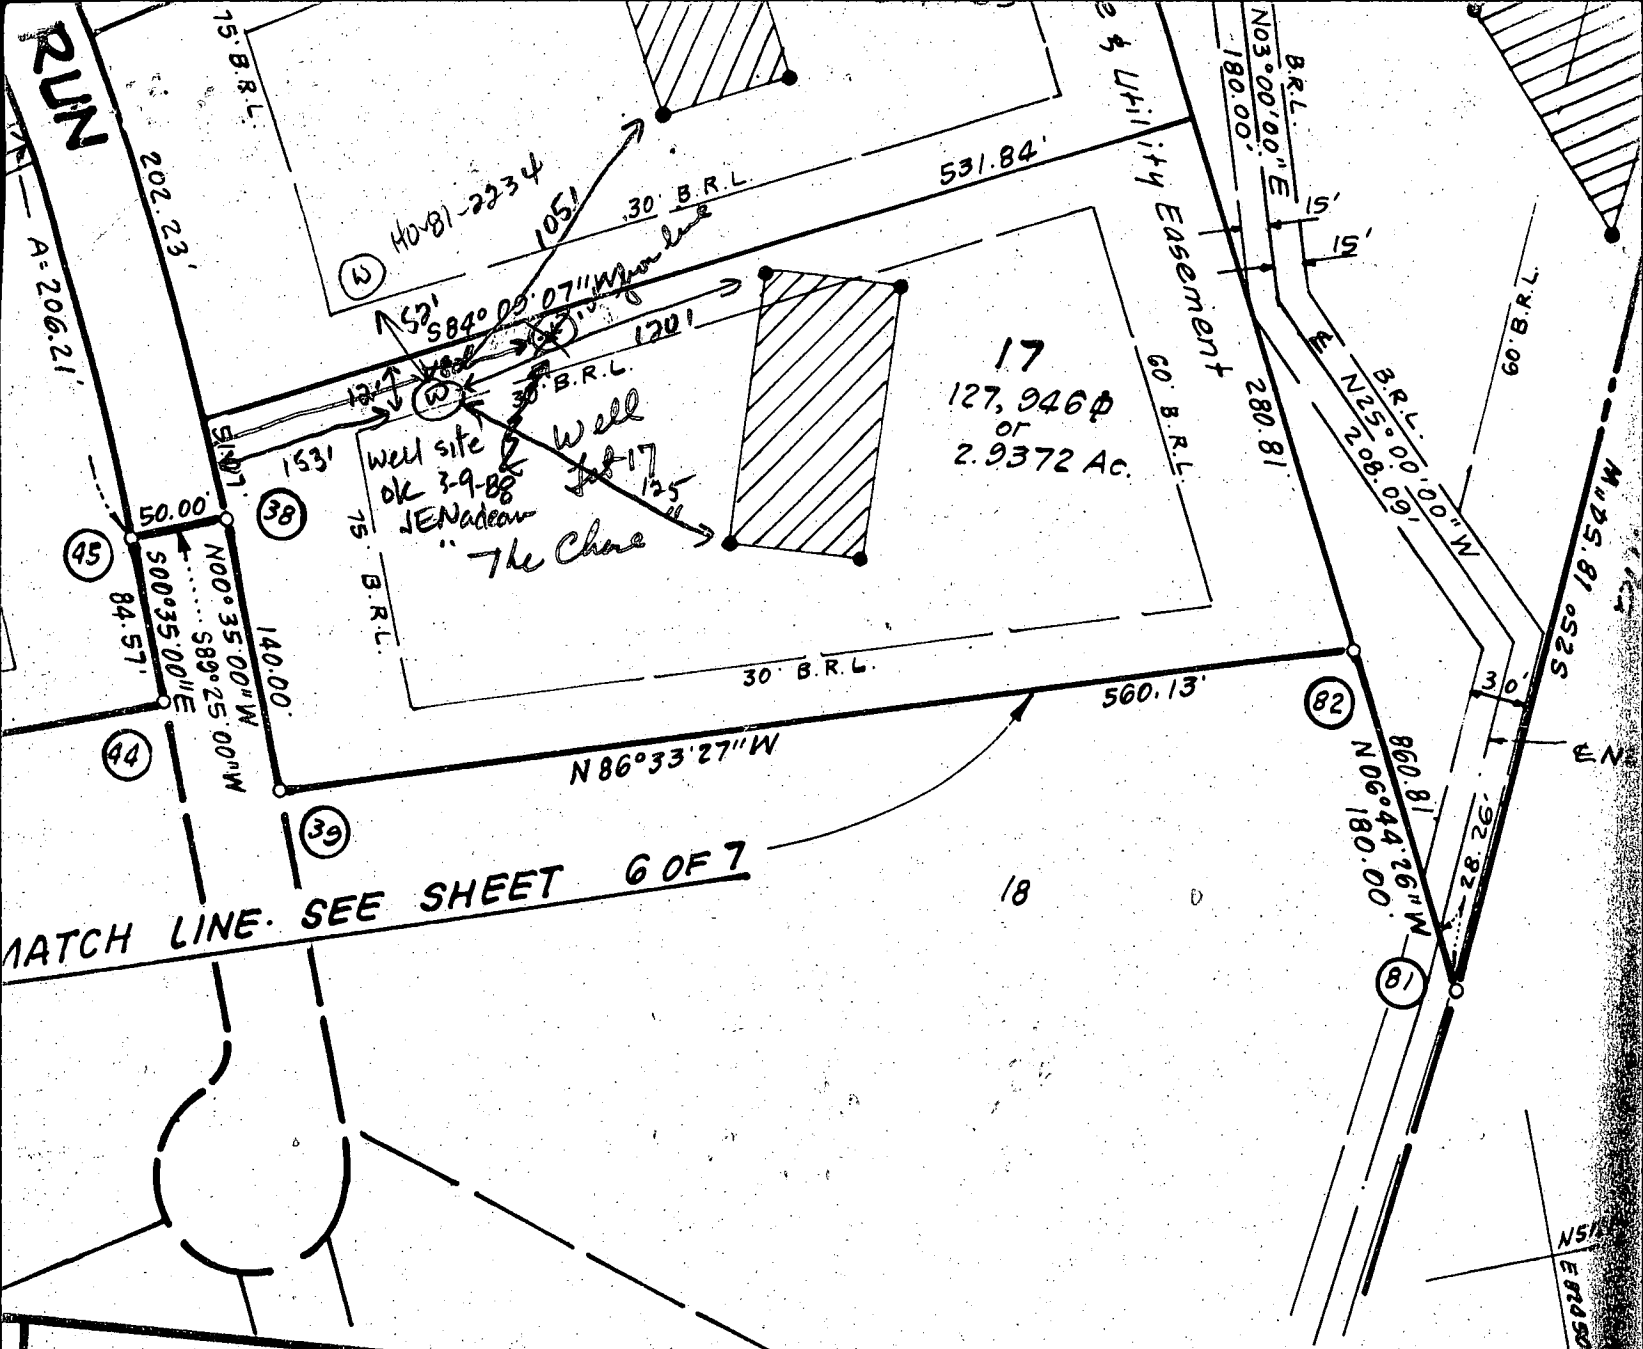 RUN
75' B.R.L.
202.23'
A=206.21'
HO-81-2234
W
105'
30' B.R.L.
531.84'
& Utility Easement
B.R.L.
N03°00'00"E
180.00'
15'
15'
60' B.R.L.
52'
S84°09'07"W
120'
12'
W
30' B.R.L.
153'
51.07'
well site
ok 3-9-88
JENadeau
Well
Lot 17
125'
"The Chase"
17
127,946
or
2.9372 Ac.
60' B.R.L.
280.81'
B.R.L.
N25°00'00"W
208.09'
S25°
50.00'
38
45
75' B.R.L.
S00°35'00"E
84.57'
S89°25'00"W
N00°35'00"W
140.00'
44
39
30' B.R.L.
N86°33'27"W
560.13'
82
30'
860.81
N06°44'26"W
180.00'
28.26'
81
MATCH LINE. SEE SHEET 6 OF 7
18